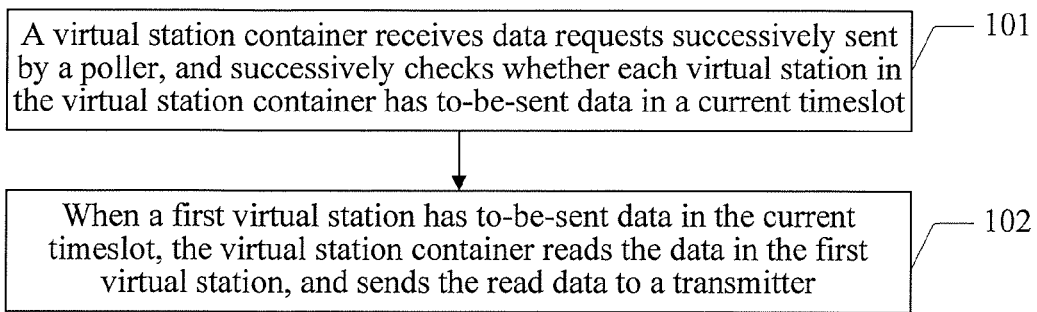 A virtual station container receives data requests successively sent
by a poller, and successively checks whether each virtual station in
the virtual station container has to-be-sent data in a current timeslot
101
When a first virtual station has to-be-sent data in the current
timeslot, the virtual station container reads the data in the first
virtual station, and sends the read data to a transmitter
102